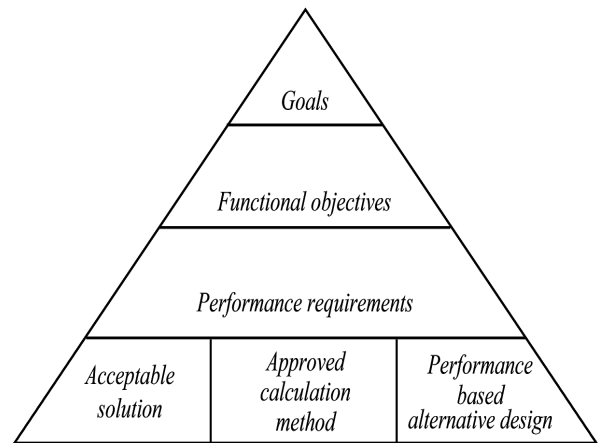 Goals
Functional objectives
Performance requirements
Acceptable
solution
Approved
calculation
method
Performance
based
alternative design